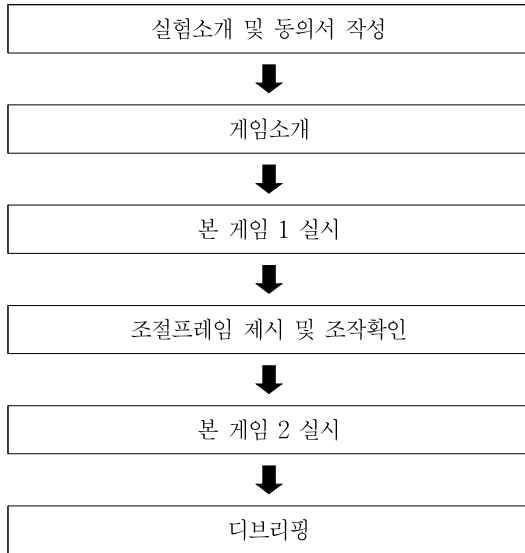 실험소개 및 동의서 작성
게임소개
본 게임 1 실시
조절프레임 제시 및 조작확인
본 게임 2 실시
디브리핑